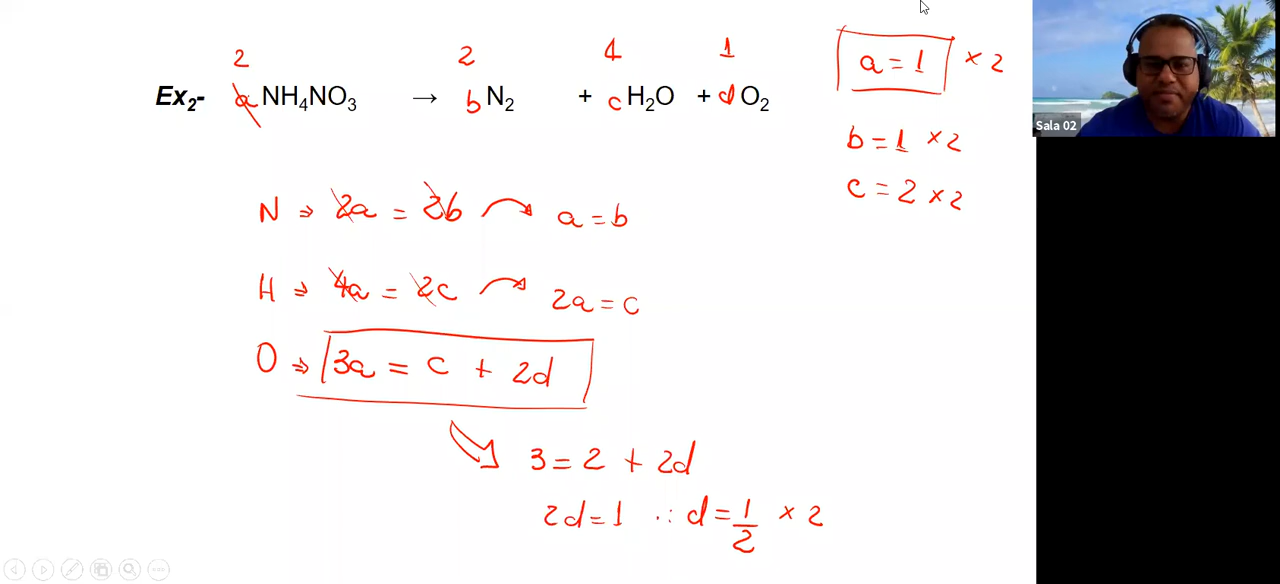 2 2 4 1
Ex2- a NH4NO3 → b N2 + c H2O + d O2
a = 1 × 2
b = 1 × 2
c = 2 × 2
Sala 02
N ⇒ 2a = 2b a = b
H ⇒ 4a = 2c 2a = c
O ⇒ 3a = c + 2d
3 = 2 + 2d
2d = 1 ∴ d = 1/2 × 2